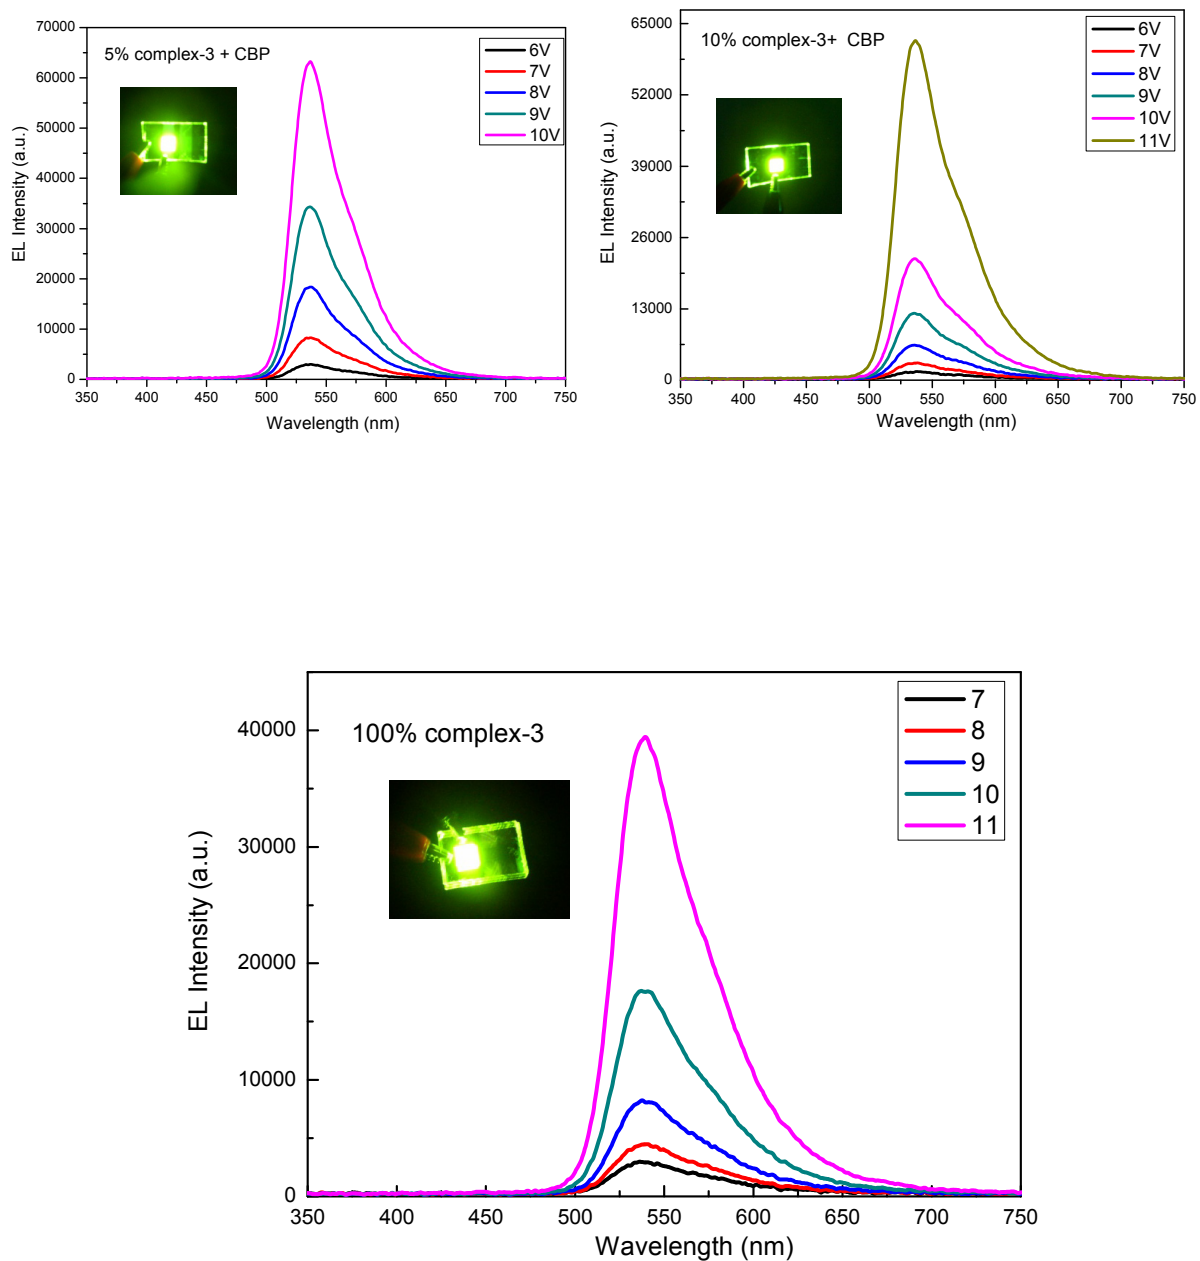 70000
60000
50000
40000
30000
20000
10000
0
EL Intensity (a.u.)
5% complex-3 + CBP
6V
7V
8V
9V
10V
350 400 450 500 550 600 650 700 750
Wavelength (nm)
65000
52000
39000
26000
13000
0
EL Intensity (a.u.)
10% complex-3+ CBP
6V
7V
8V
9V
10V
11V
350 400 450 500 550 600 650 700 750
Wavelength (nm)
40000
30000
20000
10000
0
EL Intensity (a.u.)
100% complex-3
7
8
9
10
11
350 400 450 500 550 600 650 700 750
Wavelength (nm)